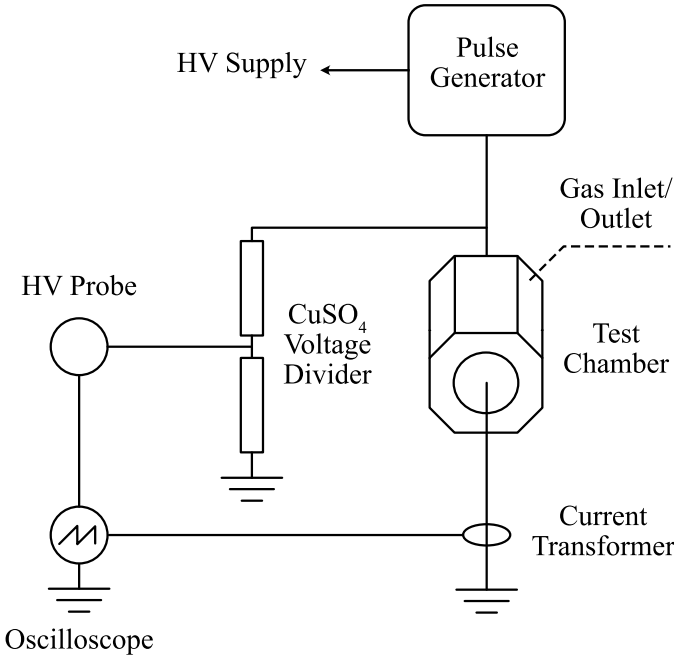 Pulse
Generator
HV Supply
Gas Inlet/
Outlet
HV Probe
CuSO₄
Voltage
Divider
Test
Chamber
Current
Transformer
Oscilloscope